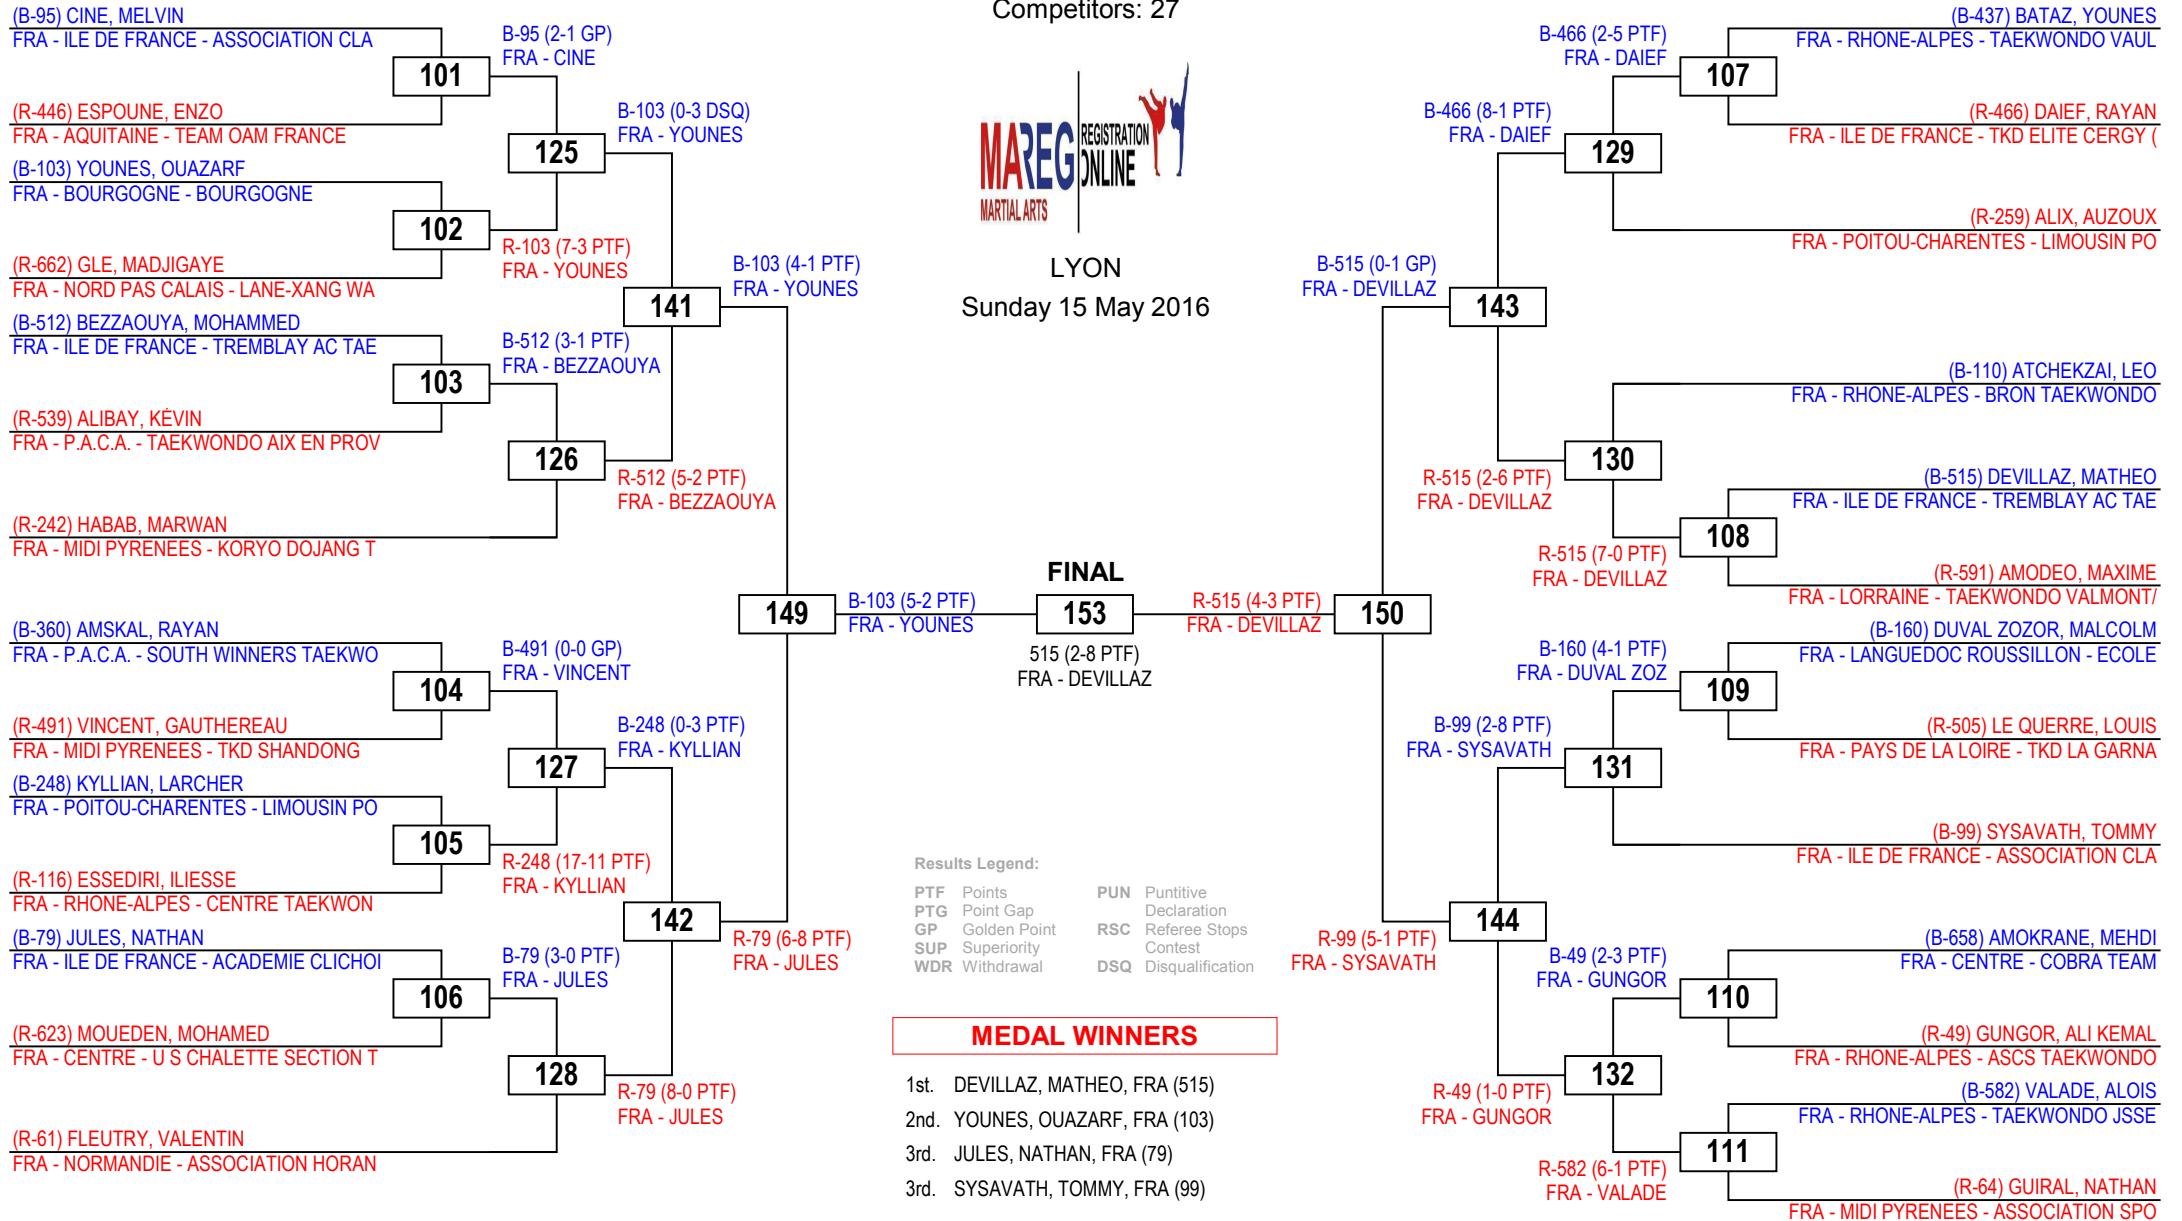 Competitors: 27
MAREG
MARTIAL ARTS
REGISTRATION
ONLINE
LYON
Sunday 15 May 2016
(B-95) CINE, MELVIN
FRA - ILE DE FRANCE - ASSOCIATION CLA
101
(R-446) ESPOUNE, ENZO
FRA - AQUITAINE - TEAM OAM FRANCE
(B-103) YOUNES, OUAZARF
FRA - BOURGOGNE - BOURGOGNE
102
(R-662) GLE, MADJIGAYE
FRA - NORD PAS CALAIS - LANE-XANG WA
(B-512) BEZZAOUYA, MOHAMMED
FRA - ILE DE FRANCE - TREMBLAY AC TAE
103
(R-539) ALIBAY, KÉVIN
FRA - P.A.C.A. - TAEKWONDO AIX EN PROV
(R-242) HABAB, MARWAN
FRA - MIDI PYRENEES - KORYO DOJANG T
(B-360) AMSKAL, RAYAN
FRA - P.A.C.A. - SOUTH WINNERS TAEKWO
104
(R-491) VINCENT, GAUTHEREAU
FRA - MIDI PYRENEES - TKD SHANDONG
(B-248) KYLLIAN, LARCHER
FRA - POITOU-CHARENTES - LIMOUSIN PO
105
(R-116) ESSEDIRI, ILIESSE
FRA - RHONE-ALPES - CENTRE TAEKWON
(B-79) JULES, NATHAN
FRA - ILE DE FRANCE - ACADEMIE CLICHOI
106
(R-623) MOUEDEN, MOHAMED
FRA - CENTRE - U S CHALETTE SECTION T
(R-61) FLEUTRY, VALENTIN
FRA - NORMANDIE - ASSOCIATION HORAN
B-95 (2-1 GP)
FRA - CINE
125
R-103 (7-3 PTF)
FRA - YOUNES
B-512 (3-1 PTF)
FRA - BEZZAOUYA
126
B-491 (0-0 GP)
FRA - VINCENT
127
R-248 (17-11 PTF)
FRA - KYLLIAN
B-79 (3-0 PTF)
FRA - JULES
128
B-103 (0-3 DSQ)
FRA - YOUNES
141
R-512 (5-2 PTF)
FRA - BEZZAOUYA
B-248 (0-3 PTF)
FRA - KYLLIAN
142
R-79 (8-0 PTF)
FRA - JULES
B-103 (4-1 PTF)
FRA - YOUNES
149
R-79 (6-8 PTF)
FRA - JULES
B-103 (5-2 PTF)
FRA - YOUNES
FINAL
153
515 (2-8 PTF)
FRA - DEVILLAZ
R-515 (4-3 PTF)
FRA - DEVILLAZ
150
B-515 (0-1 GP)
FRA - DEVILLAZ
143
R-99 (5-1 PTF)
FRA - SYSAVATH
144
B-466 (8-1 PTF)
FRA - DAIEF
129
R-515 (2-6 PTF)
FRA - DEVILLAZ
130
B-99 (2-8 PTF)
FRA - SYSAVATH
131
R-49 (1-0 PTF)
FRA - GUNGOR
132
B-466 (2-5 PTF)
FRA - DAIEF
107
R-515 (7-0 PTF)
FRA - DEVILLAZ
108
B-160 (4-1 PTF)
FRA - DUVAL ZOZ
109
B-49 (2-3 PTF)
FRA - GUNGOR
110
R-582 (6-1 PTF)
FRA - VALADE
111
(B-437) BATAZ, YOUNES
FRA - RHONE-ALPES - TAEKWONDO VAUL
(R-466) DAIEF, RAYAN
FRA - ILE DE FRANCE - TKD ELITE CERGY (
(R-259) ALIX, AUZOUX
FRA - POITOU-CHARENTES - LIMOUSIN PO
(B-110) ATCHEKZAI, LEO
FRA - RHONE-ALPES - BRON TAEKWONDO
(B-515) DEVILLAZ, MATHEO
FRA - ILE DE FRANCE - TREMBLAY AC TAE
(R-591) AMODEO, MAXIME
FRA - LORRAINE - TAEKWONDO VALMONT/
(B-160) DUVAL ZOZOR, MALCOLM
FRA - LANGUEDOC ROUSSILLON - ECOLE
(R-505) LE QUERRE, LOUIS
FRA - PAYS DE LA LOIRE - TKD LA GARNA
(B-99) SYSAVATH, TOMMY
FRA - ILE DE FRANCE - ASSOCIATION CLA
(B-658) AMOKRANE, MEHDI
FRA - CENTRE - COBRA TEAM
(R-49) GUNGOR, ALI KEMAL
FRA - RHONE-ALPES - ASCS TAEKWONDO
(B-582) VALADE, ALOIS
FRA - RHONE-ALPES - TAEKWONDO JSSE
(R-64) GUIRAL, NATHAN
FRA - MIDI PYRENEES - ASSOCIATION SPO
Results Legend:
PTF Points
PTG Point Gap
GP Golden Point
SUP Superiority
WDR Withdrawal
PUN Puntitive
Declaration
RSC Referee Stops
Contest
DSQ Disqualification
MEDAL WINNERS
1st. DEVILLAZ, MATHEO, FRA (515)
2nd. YOUNES, OUAZARF, FRA (103)
3rd. JULES, NATHAN, FRA (79)
3rd. SYSAVATH, TOMMY, FRA (99)